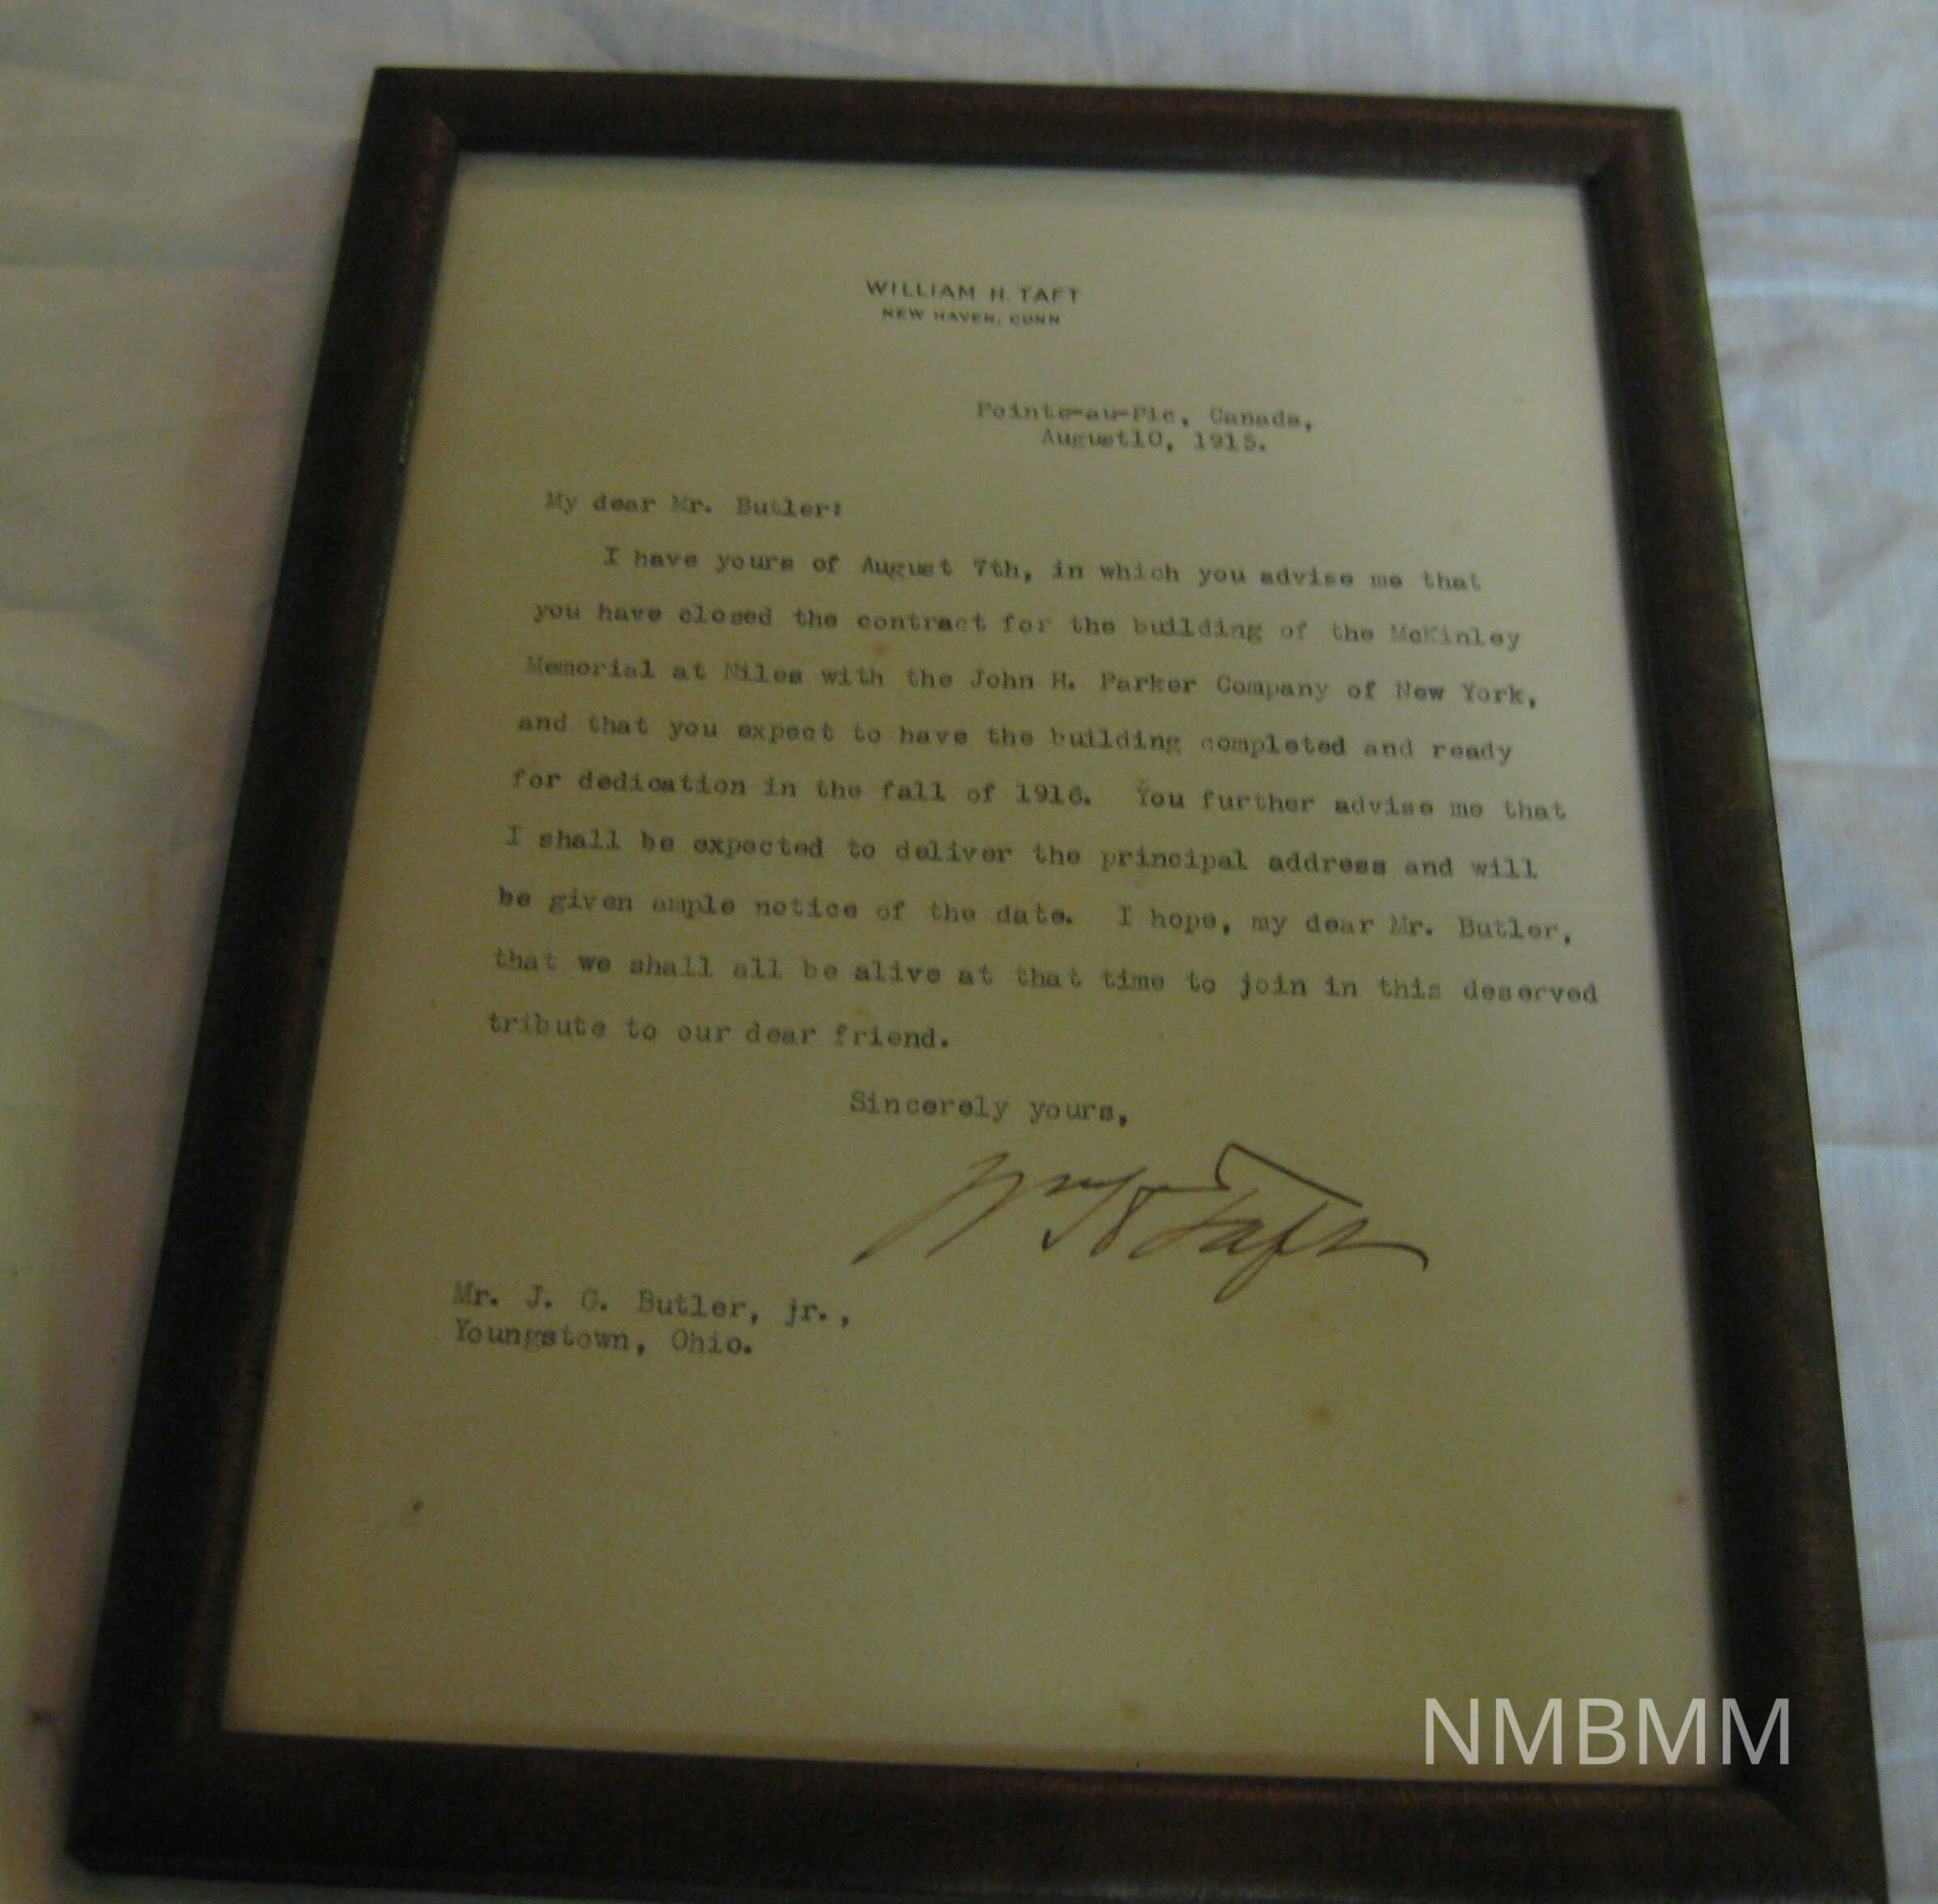 WILLIAM H. TAFT
NEW HAVEN, CONN
Pointe-au-Pic, Canada,
August10, 1915.
My dear Mr. Butler:
I have yours of August 7th, in which you advise me that
you have closed the contract for the building of the McKinley
Memorial at Niles with the John H. Parker Company of New York,
and that you expect to have the building completed and ready
for dedication in the fall of 1916. You further advise me that
I shall be expected to deliver the principal address and will
be given ample notice of the date. I hope, my dear Mr. Butler,
that we shall all be alive at that time to join in this deserved
tribute to our dear friend.
Sincerely yours,
Wm H Taft
Mr. J. G. Butler, jr.,
Youngstown, Ohio.
NMBMM